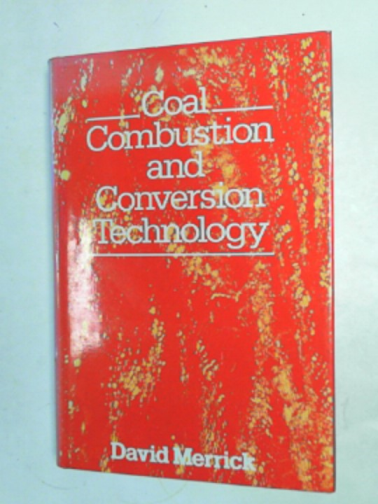 Coal
Combustion
and
Conversion
Technology
David Merrick